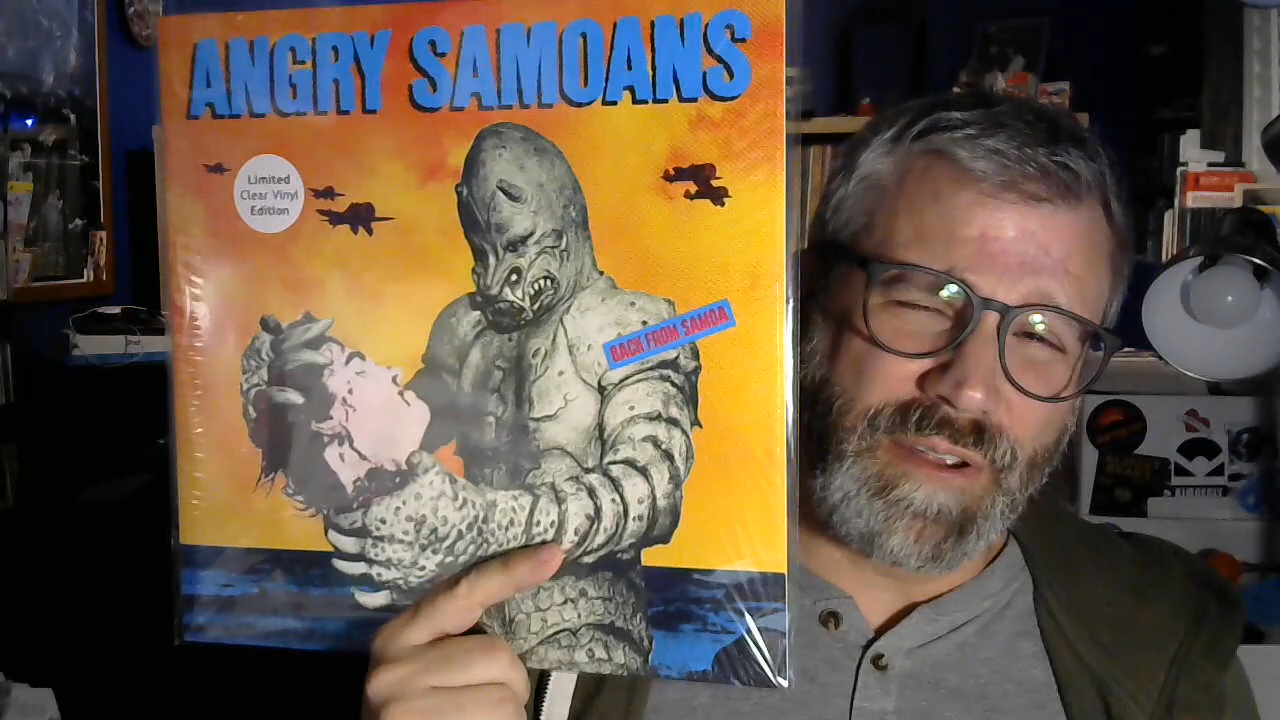 ANGRY SAMOANS
Limited
Clear Vinyl
Edition
BACK FROM SAMOA